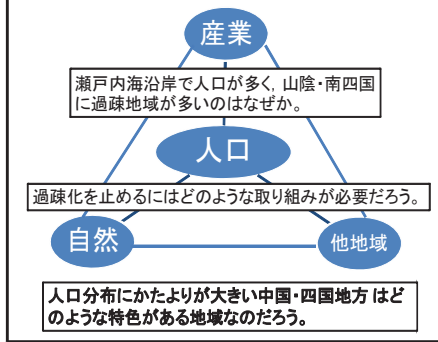 産業
瀬戸内海沿岸で人口が多く, 山陰・南四国
に過疎地域が多いのはなぜか。
人口
過疎化を止めるにはどのような取り組みが必要だろう。
自然
他地域
人口分布にかたよりが大きい中国・四国地方 はど
のような特色がある地域なのだろう。